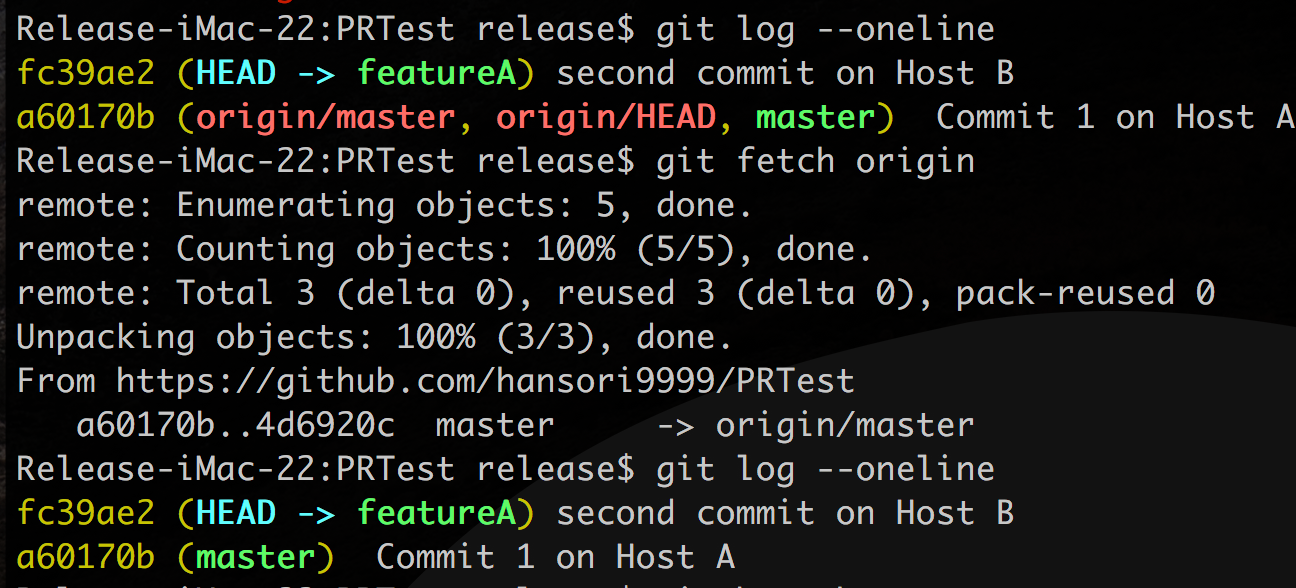 Release-iMac-22:PRTest release$ git log --oneline
fc39ae2 (HEAD -> featureA) second commit on Host B
a60170b (origin/master, origin/HEAD, master)  Commit 1 on Host A
Release-iMac-22:PRTest release$ git fetch origin
remote: Enumerating objects: 5, done.
remote: Counting objects: 100% (5/5), done.
remote: Total 3 (delta 0), reused 3 (delta 0), pack-reused 0
Unpacking objects: 100% (3/3), done.
From https://github.com/hansori9999/PRTest
   a60170b..4d6920c  master     -> origin/master
Release-iMac-22:PRTest release$ git log --oneline
fc39ae2 (HEAD -> featureA) second commit on Host B
a60170b (master)  Commit 1 on Host A